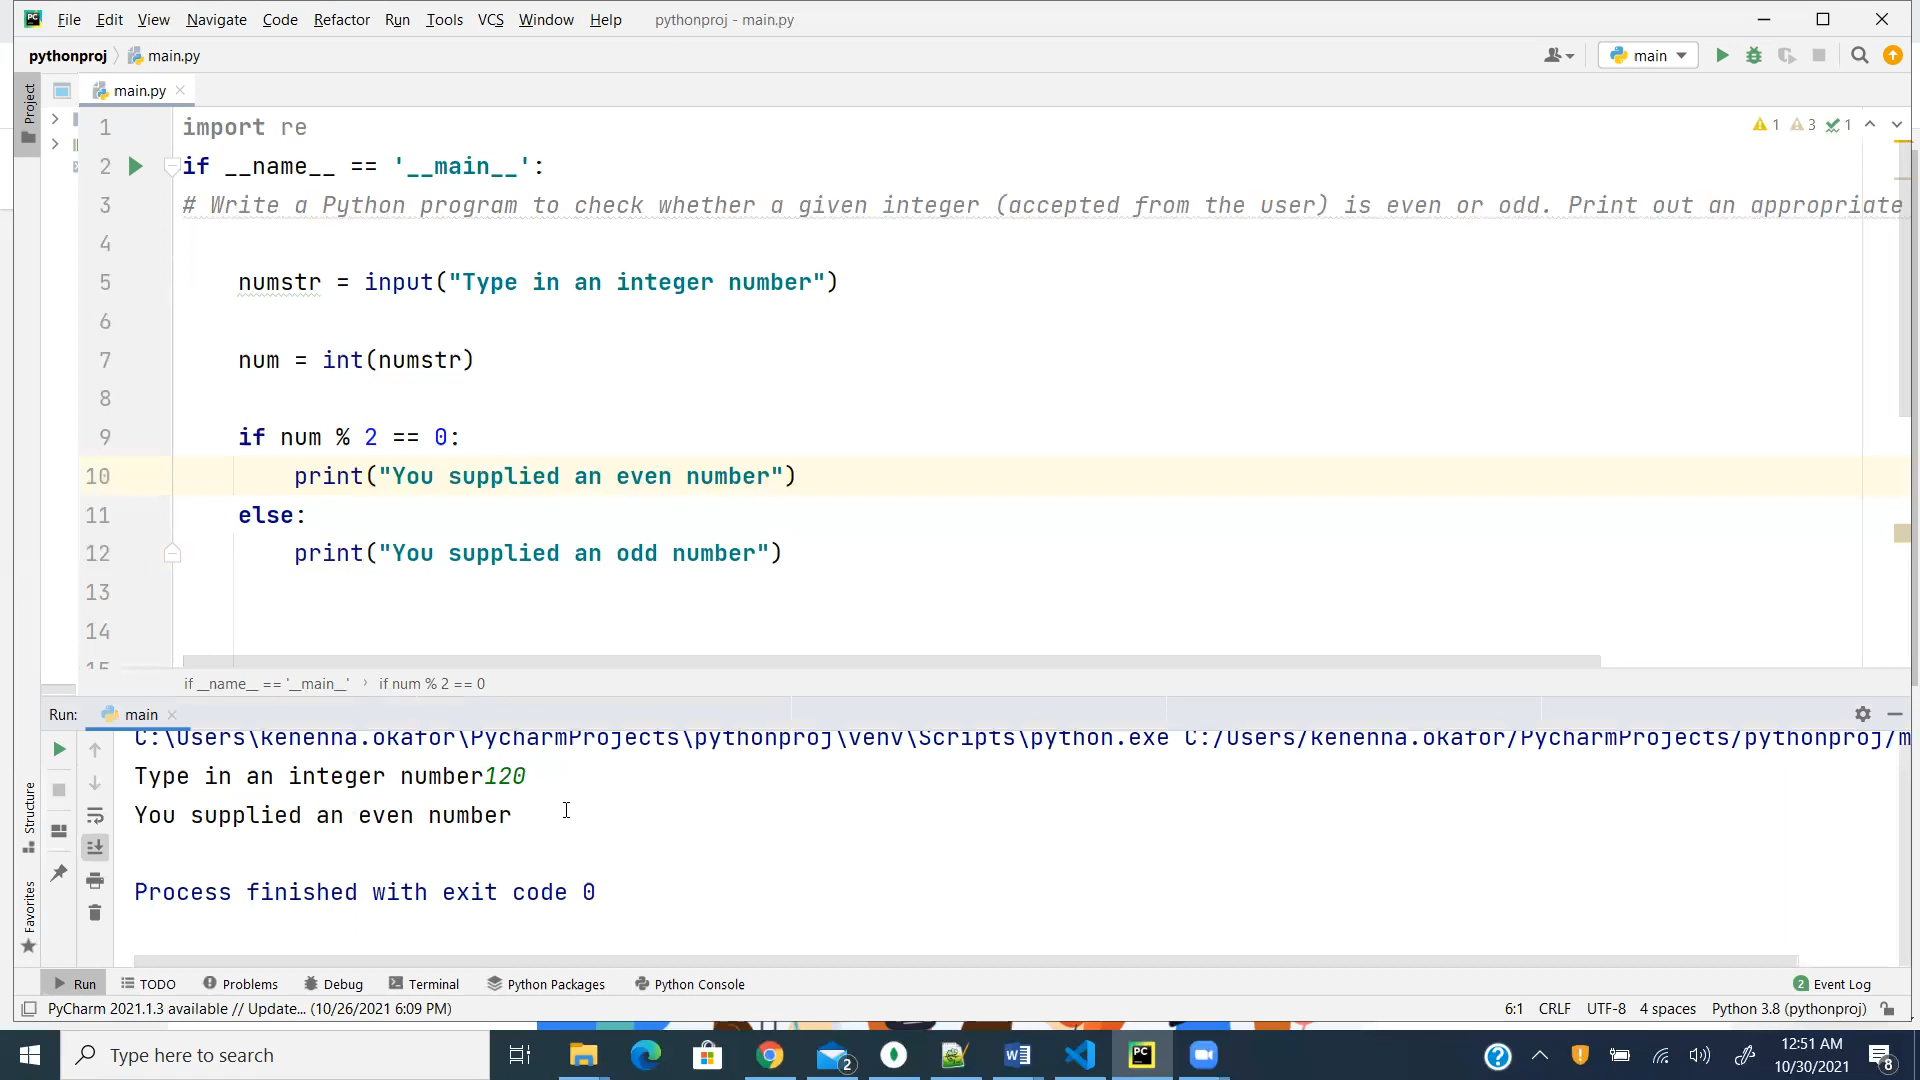 File Edit View Navigate Code Refactor Run Tools VCS Window Help pythonproj - main.py
pythonproj main.py main
Project main.py
1 import re
1 3 1
2 if __name__ == '__main__':
3 # Write a Python program to check whether a given integer (accepted from the user) is even or odd. Print out an appropriate
4
5 numstr = input("Type in an integer number")
6
7 num = int(numstr)
8
9 if num % 2 == 0:
10 print("You supplied an even number")
11 else:
12 print("You supplied an odd number")
13
14
15
if __name__ == '__main__' › if num % 2 == 0
Run: main
C:\Users\kenenna.okafor\PycharmProjects\pythonproj\venv\Scripts\python.exe C:/Users/kenenna.okafor/PycharmProjects/pythonproj/m
Type in an integer number120
You supplied an even number
Process finished with exit code 0
Structure
Favorites
Run TODO Problems Debug Terminal Python Packages Python Console 2 Event Log
PyCharm 2021.1.3 available // Update... (10/26/2021 6:09 PM) 6:1 CRLF UTF-8 4 spaces Python 3.8 (pythonproj)
Type here to search
2
12:51 AM
10/30/2021
8